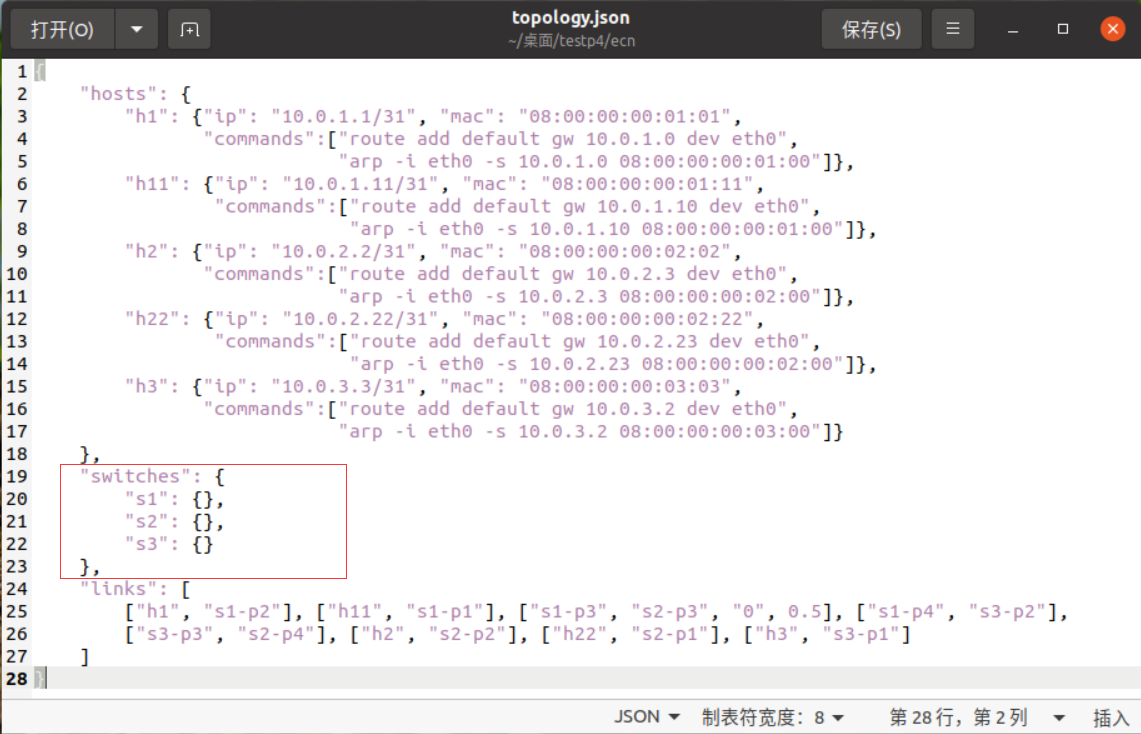 打开(O)
topology.json
~/桌面/testp4/ecn
保存(S)
1 {
2     "hosts": {
3         "h1": {"ip": "10.0.1.1/31", "mac": "08:00:00:00:01:01",
4                "commands":["route add default gw 10.0.1.0 dev eth0",
5                            "arp -i eth0 -s 10.0.1.0 08:00:00:00:01:00"]},
6         "h11": {"ip": "10.0.1.11/31", "mac": "08:00:00:00:01:11",
7                 "commands":["route add default gw 10.0.1.10 dev eth0",
8                             "arp -i eth0 -s 10.0.1.10 08:00:00:00:01:00"]},
9         "h2": {"ip": "10.0.2.2/31", "mac": "08:00:00:00:02:02",
10                "commands":["route add default gw 10.0.2.3 dev eth0",
11                            "arp -i eth0 -s 10.0.2.3 08:00:00:00:02:00"]},
12         "h22": {"ip": "10.0.2.22/31", "mac": "08:00:00:00:02:22",
13                 "commands":["route add default gw 10.0.2.23 dev eth0",
14                             "arp -i eth0 -s 10.0.2.23 08:00:00:00:02:00"]},
15         "h3": {"ip": "10.0.3.3/31", "mac": "08:00:00:00:03:03",
16                "commands":["route add default gw 10.0.3.2 dev eth0",
17                            "arp -i eth0 -s 10.0.3.2 08:00:00:00:03:00"]}
18     },
19     "switches": {
20         "s1": {},
21         "s2": {},
22         "s3": {}
23     },
24     "links": [
25         ["h1", "s1-p2"], ["h11", "s1-p1"], ["s1-p3", "s2-p3", "0", 0.5], ["s1-p4", "s3-p2"],
26         ["s3-p3", "s2-p4"], ["h2", "s2-p2"], ["h22", "s2-p1"], ["h3", "s3-p1"]
27     ]
28 }
JSON 制表符宽度：8 第 28 行，第 2 列 插入